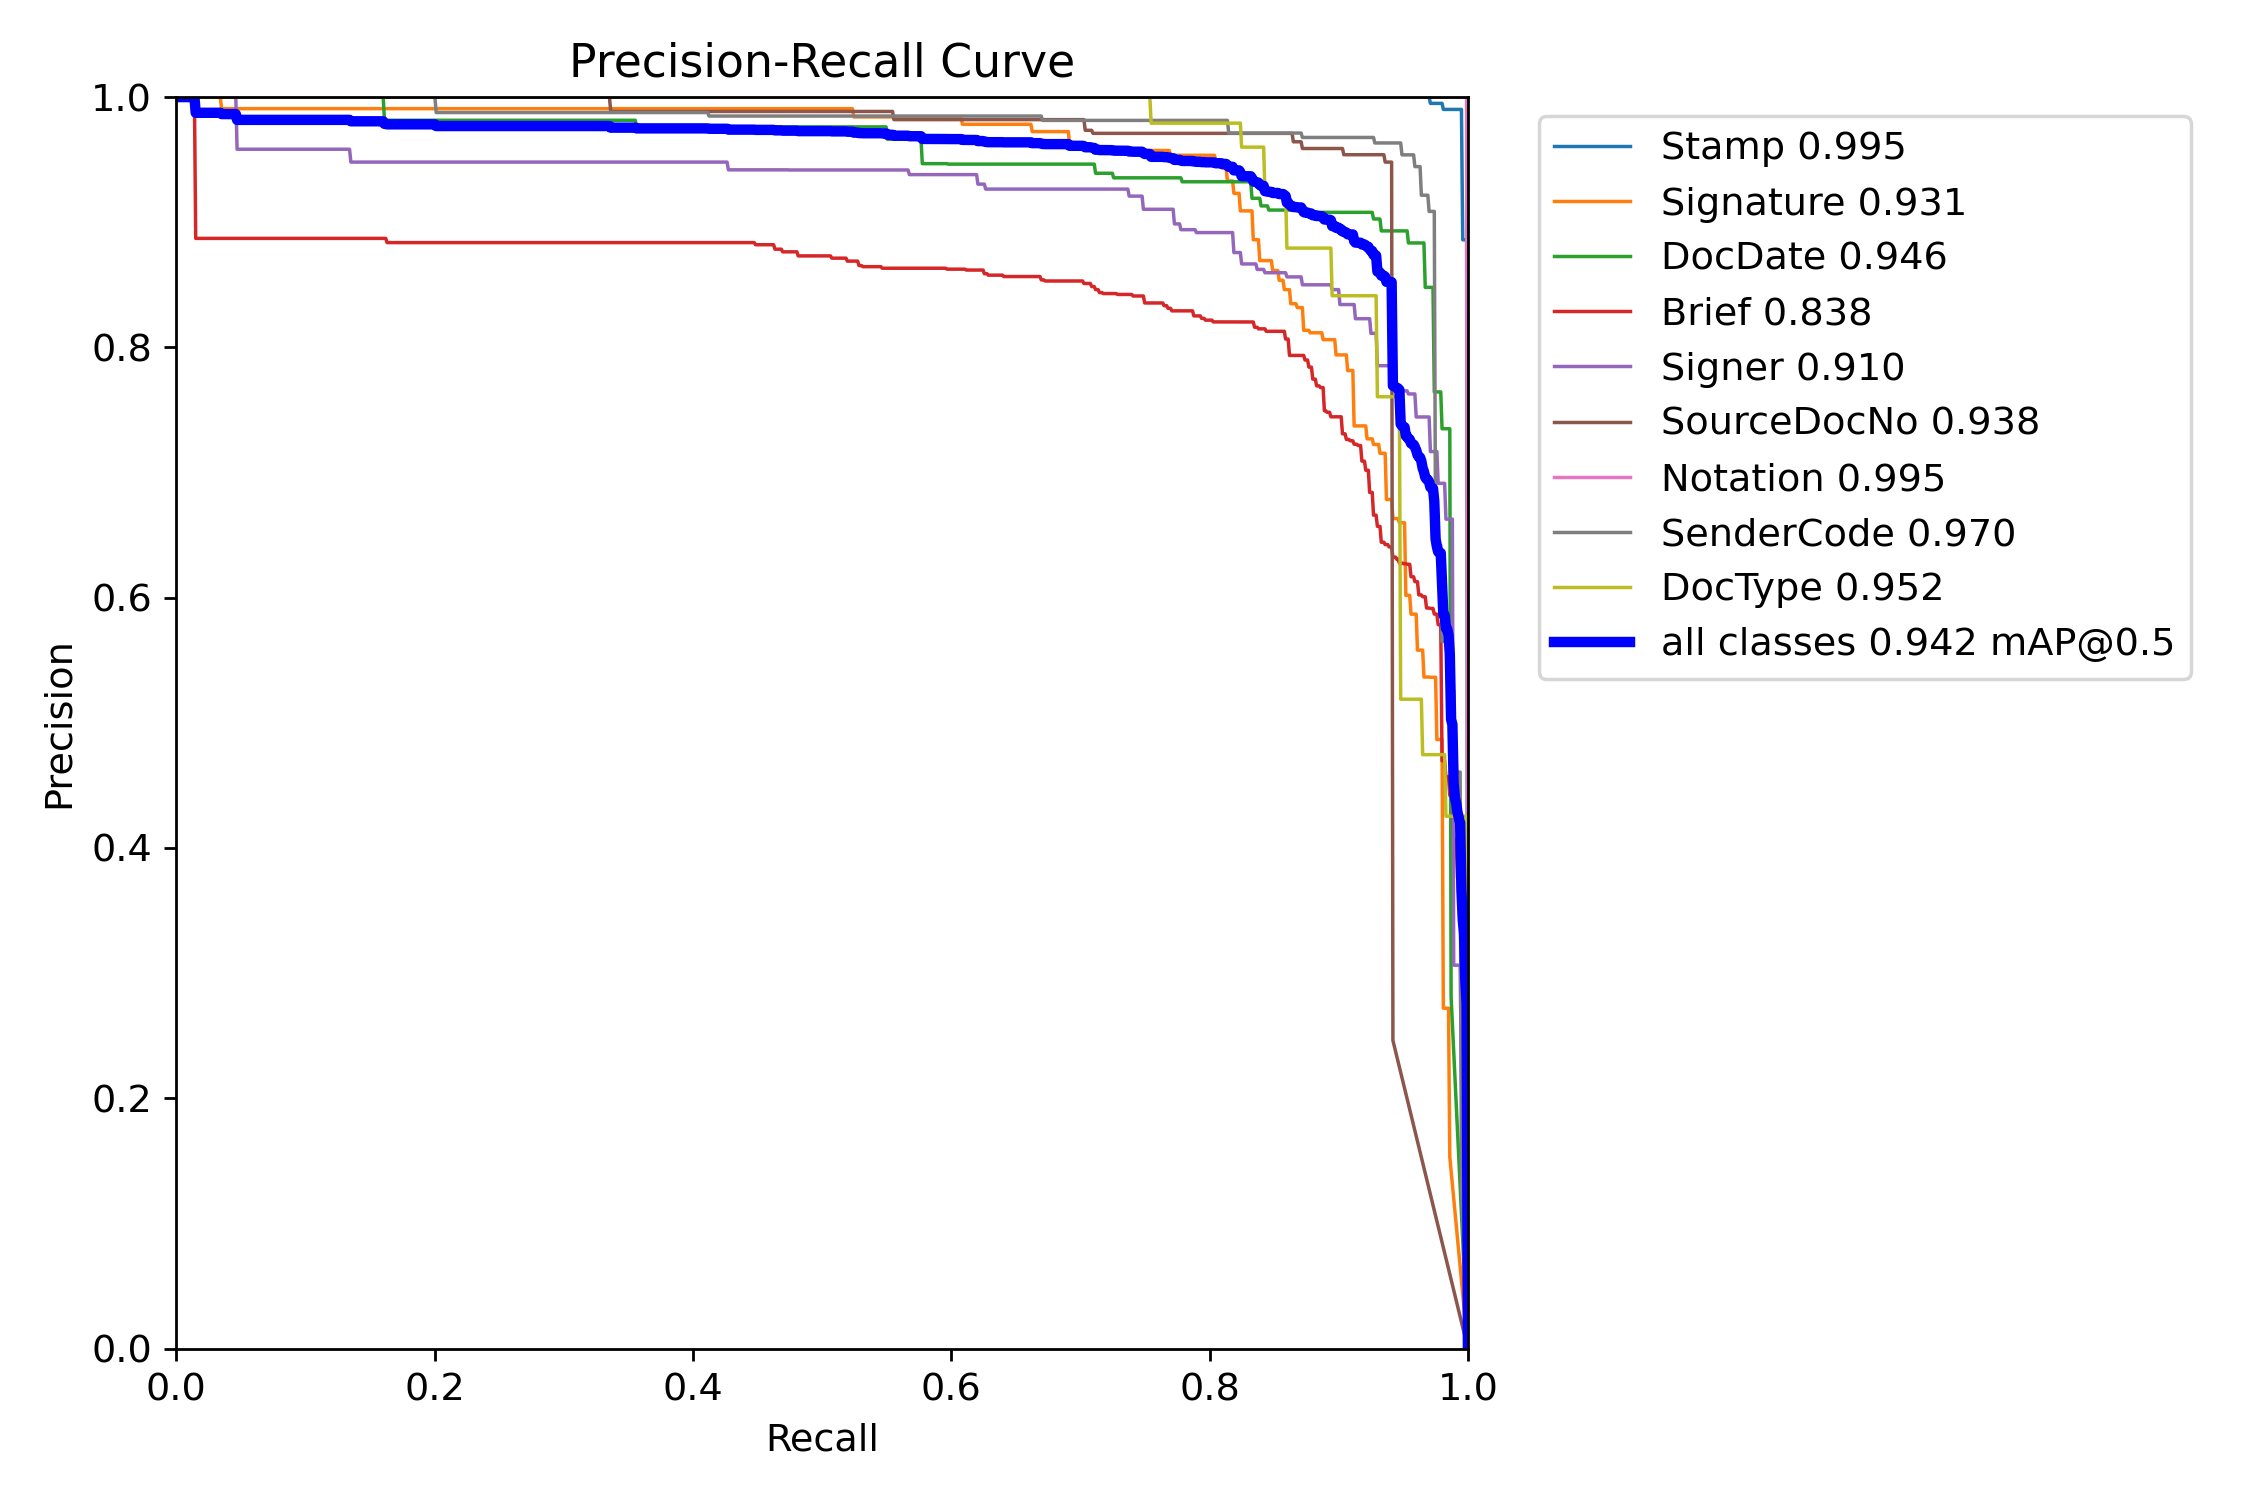 Precision-Recall Curve
1.0
0.8
0.6
0.4
0.2
0.0
Precision
0.0 0.2 0.4 0.6 0.8 1.0
Recall
Stamp 0.995
Signature 0.931
DocDate 0.946
Brief 0.838
Signer 0.910
SourceDocNo 0.938
Notation 0.995
SenderCode 0.970
DocType 0.952
all classes 0.942 mAP@0.5